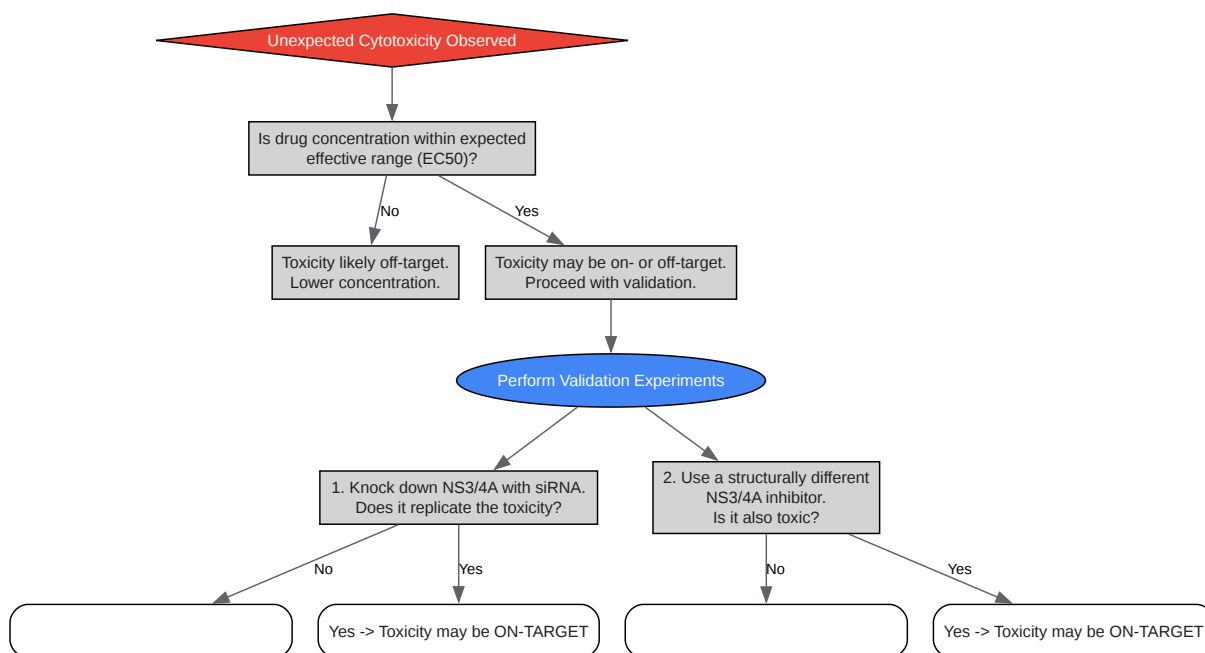 Unexpected Cytotoxicity Observed
Is drug concentration within expected
effective range (EC50)?
No
Yes
Toxicity likely off-target.
Lower concentration.
Toxicity may be on- or off-target.
Proceed with validation.
Perform Validation Experiments
1. Knock down NS3/4A with siRNA.
Does it replicate the toxicity?
2. Use a structurally different
NS3/4A inhibitor.
Is it also toxic?
No
Yes
No
Yes
Yes -> Toxicity may be ON-TARGET
Yes -> Toxicity may be ON-TARGET